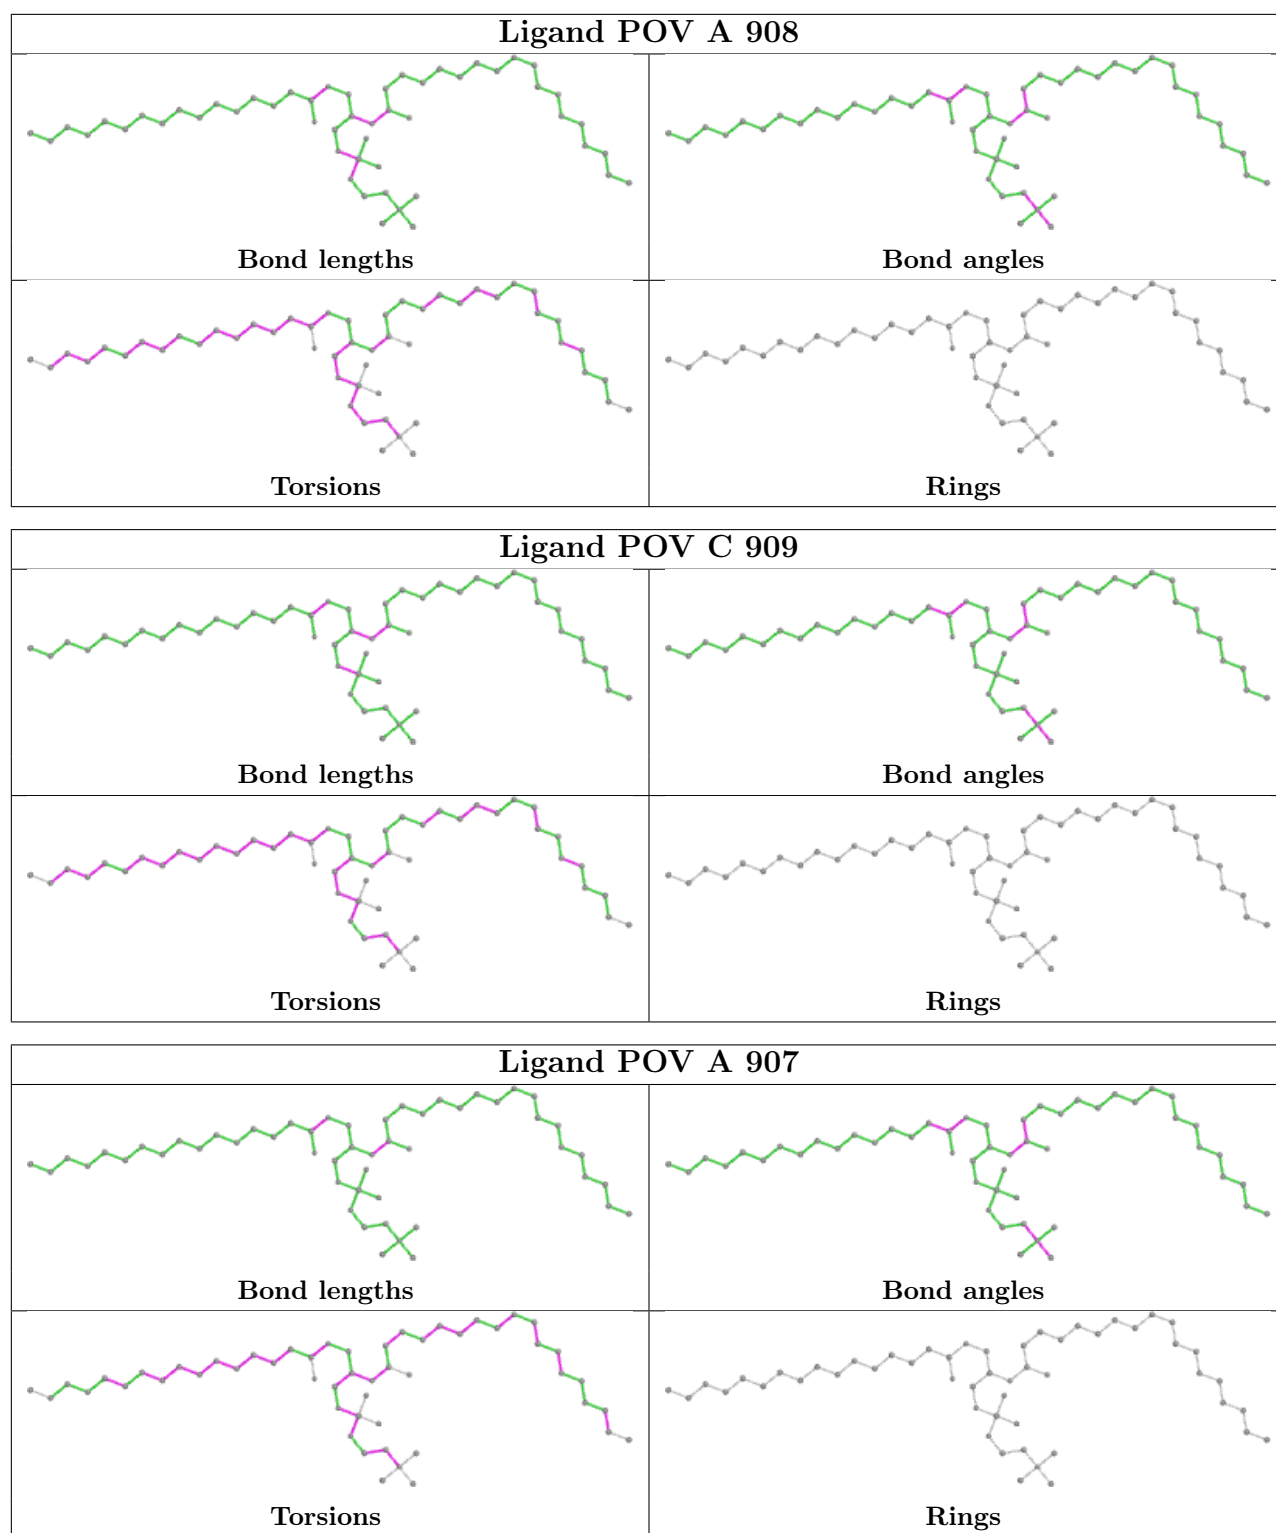 Ligand POV A 908
Bond lengths
Bond angles
Torsions
Rings
Ligand POV C 909
Bond lengths
Bond angles
Torsions
Rings
Ligand POV A 907
Bond lengths
Bond angles
Torsions
Rings